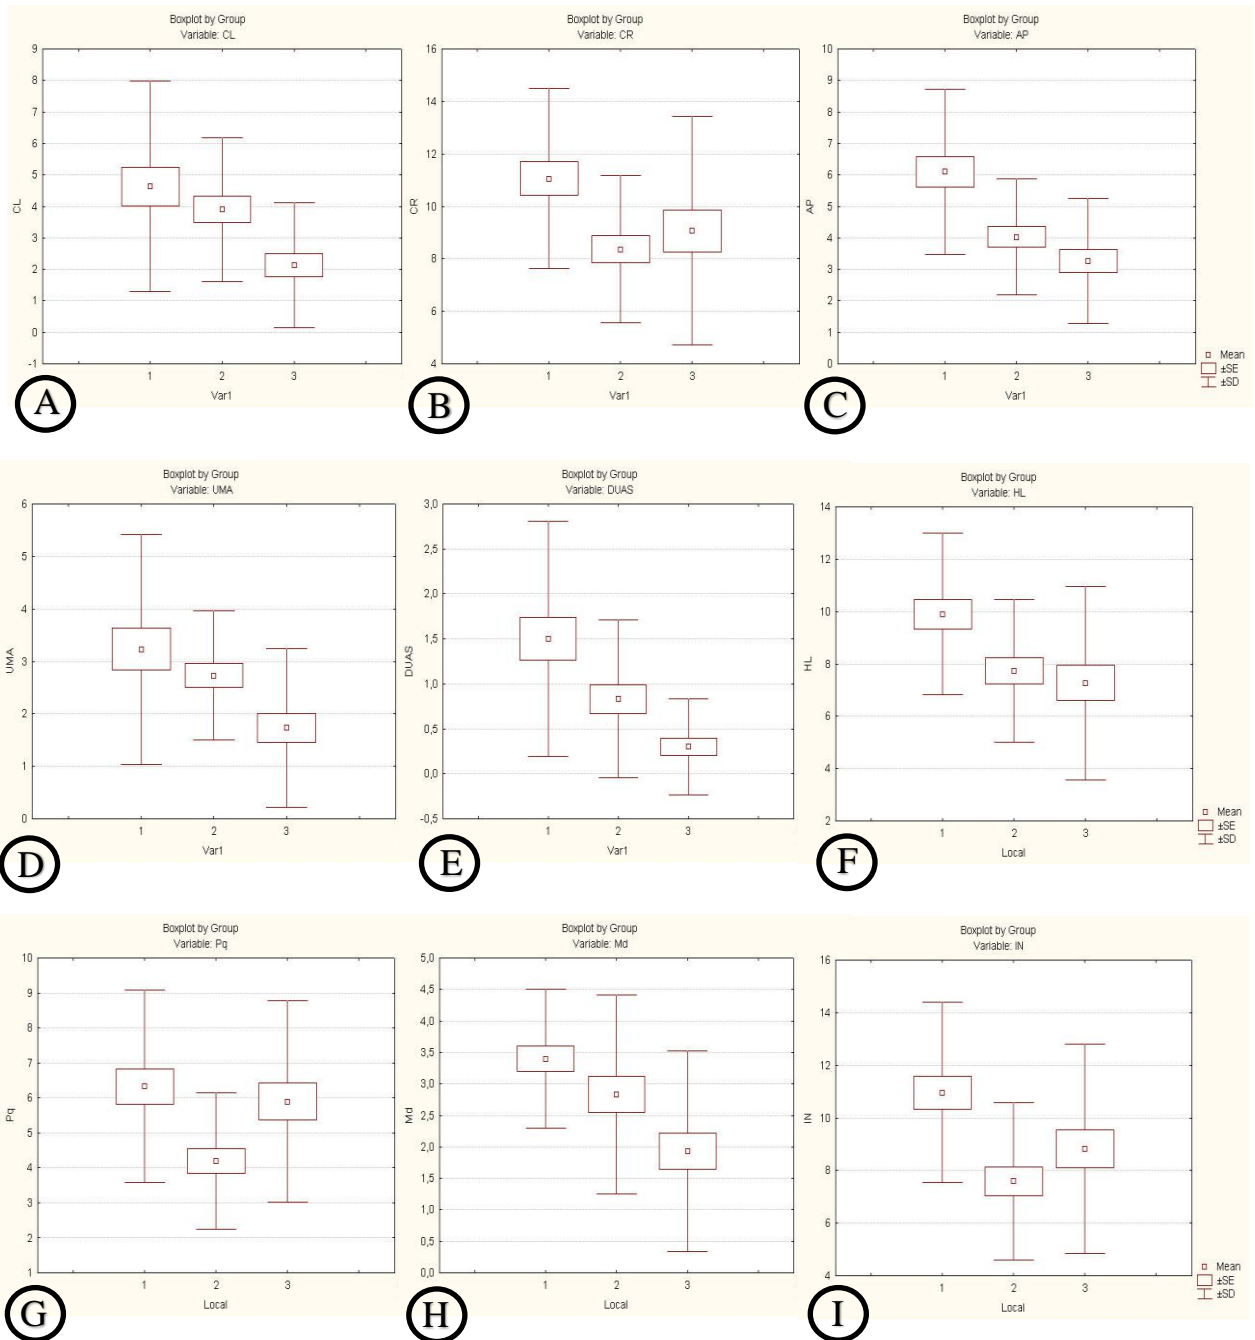 Boxplot by Group
Variable: CL
9
8
7
6
5
4
3
2
1
0
-1
CL
1 2 3
Var1
A
Boxplot by Group
Variable: CR
16
14
12
10
8
6
4
CR
1 2 3
Var1
B
Boxplot by Group
Variable: AP
10
9
8
7
6
5
4
3
2
1
0
AP
1 2 3
Var1
C
Mean
±SE
±SD
Boxplot by Group
Variable: UMA
6
5
4
3
2
1
0
UMA
1 2 3
Var1
D
Boxplot by Group
Variable: DUAS
3,0
2,5
2,0
1,5
1,0
0,5
0,0
-0,5
DUAS
1 2 3
Var1
E
Boxplot by Group
Variable: HL
14
12
10
8
6
4
2
HL
1 2 3
Local
F
Mean
±SE
±SD
Boxplot by Group
Variable: Pq
10
9
8
7
6
5
4
3
2
1
Pq
1 2 3
Local
G
Boxplot by Group
Variable: Md
5,0
4,5
4,0
3,5
3,0
2,5
2,0
1,5
1,0
0,5
0,0
Md
1 2 3
Local
H
Boxplot by Group
Variable: IN
16
14
12
10
8
6
4
IN
1 2 3
Local
I
Mean
±SE
±SD